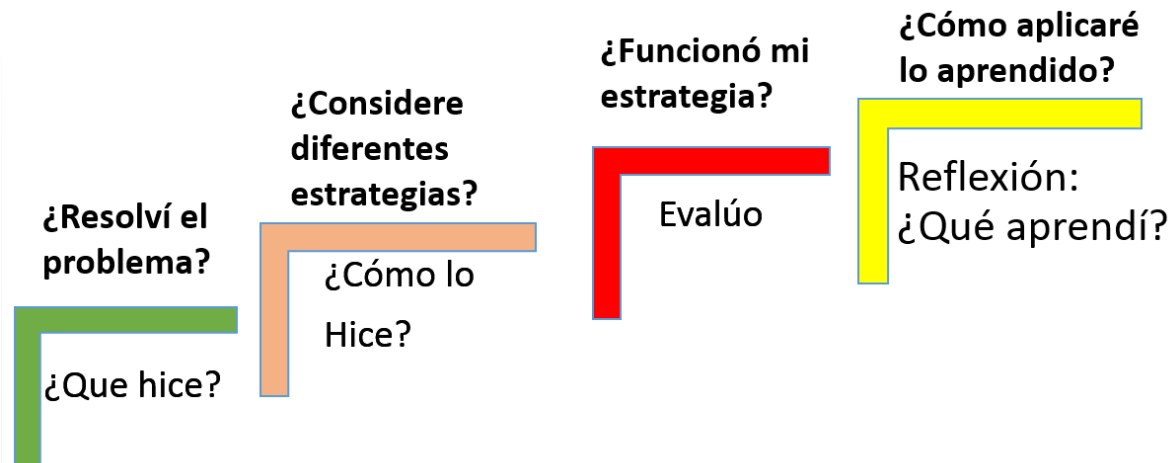 ¿Resolví el
problema?
¿Que hice?
¿Considere
diferentes
estrategias?
¿Cómo lo
Hice?
¿Funcionó mi
estrategia?
Evalúo
¿Cómo aplicaré
lo aprendido?
Reflexión:
¿Qué aprendí?